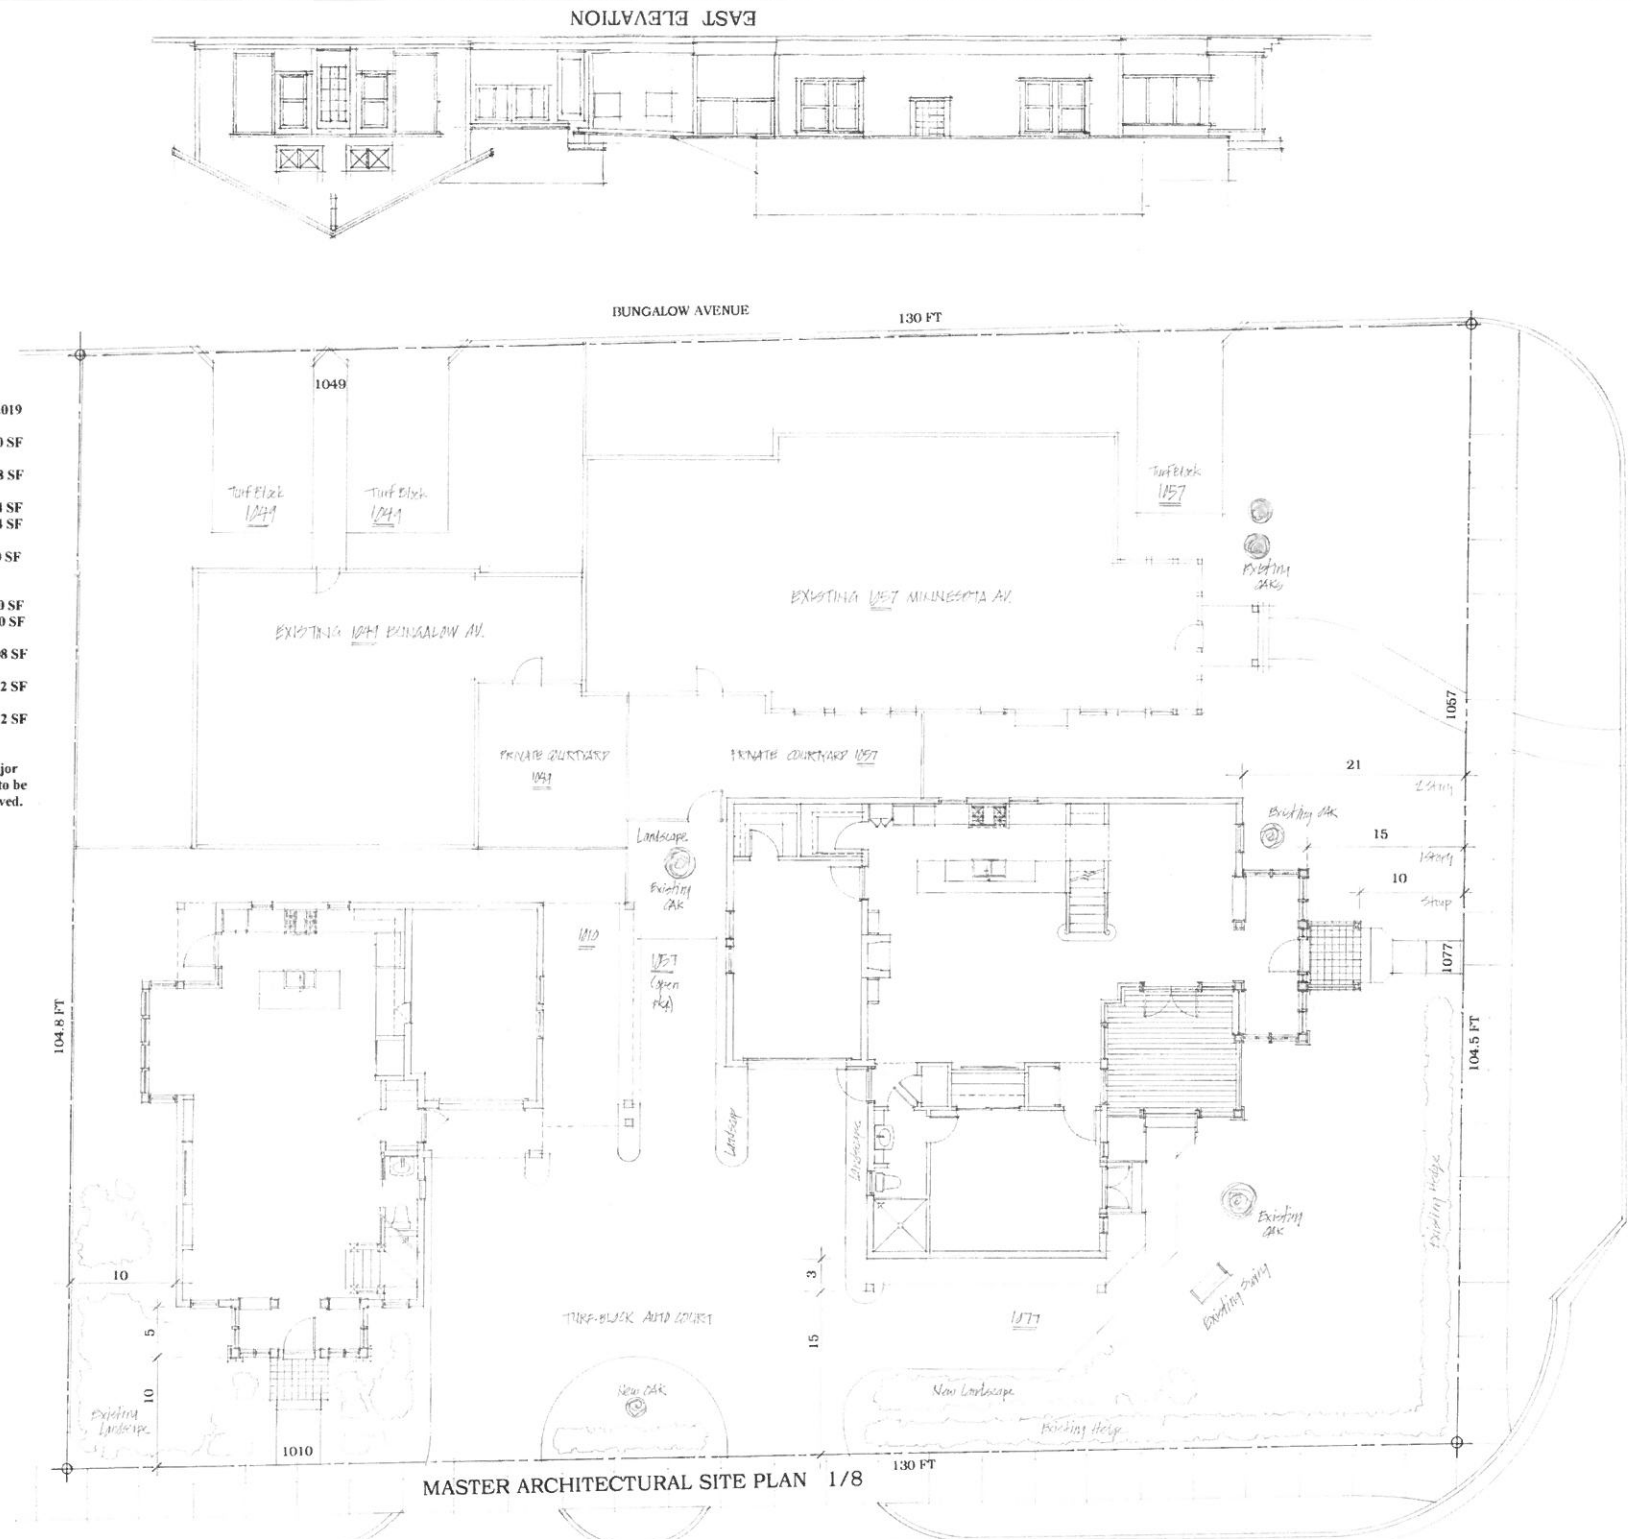 EAST ELEVATION
BUNGALOW AVENUE
130 FT
1049
Turf Block
1049
Turf Block
1049
Turf Block
1057
Existing
OAKs
EXISTING 1057 MINNESOTA AV.
EXISTING 1049 BUNGALOW AV.
1057
PRIVATE COURTYARD
1049
PRIVATE COURTYARD 1057
21
2 Story
Existing OAK
15
1 Story
10
Stoop
1077
Landscape
Existing
OAK
1010
1057
(open
pkg)
104.8 FT
104.5 FT
Landscape
Landscape
Existing Hedge
Existing
OAK
Existing Swing
10
3
5
15
10
TURF-BLOCK AUTO COURT
1077
New OAK
New Landscape
Existing Hedge
Existing
Landscape
1010
130 FT
MASTER ARCHITECTURAL SITE PLAN 1/8
019
0 SF
8 SF
SF
SF
SF
0 SF
0 SF
8 SF
2 SF
2 SF
jor
to be
ved.